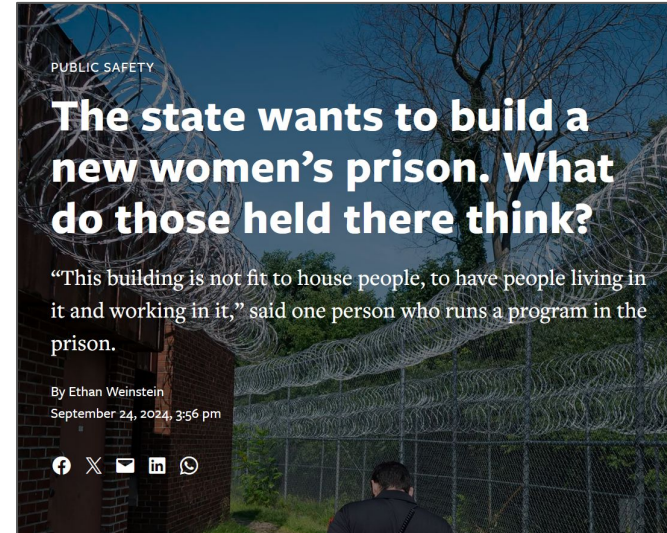 PUBLIC SAFETY
The state wants to build a
new women’s prison. What
do those held there think?
“This building is not fit to house people, to have people living in
it and working in it,” said one person who runs a program in the
prison.
By Ethan Weinstein
September 24, 2024, 3:56 pm